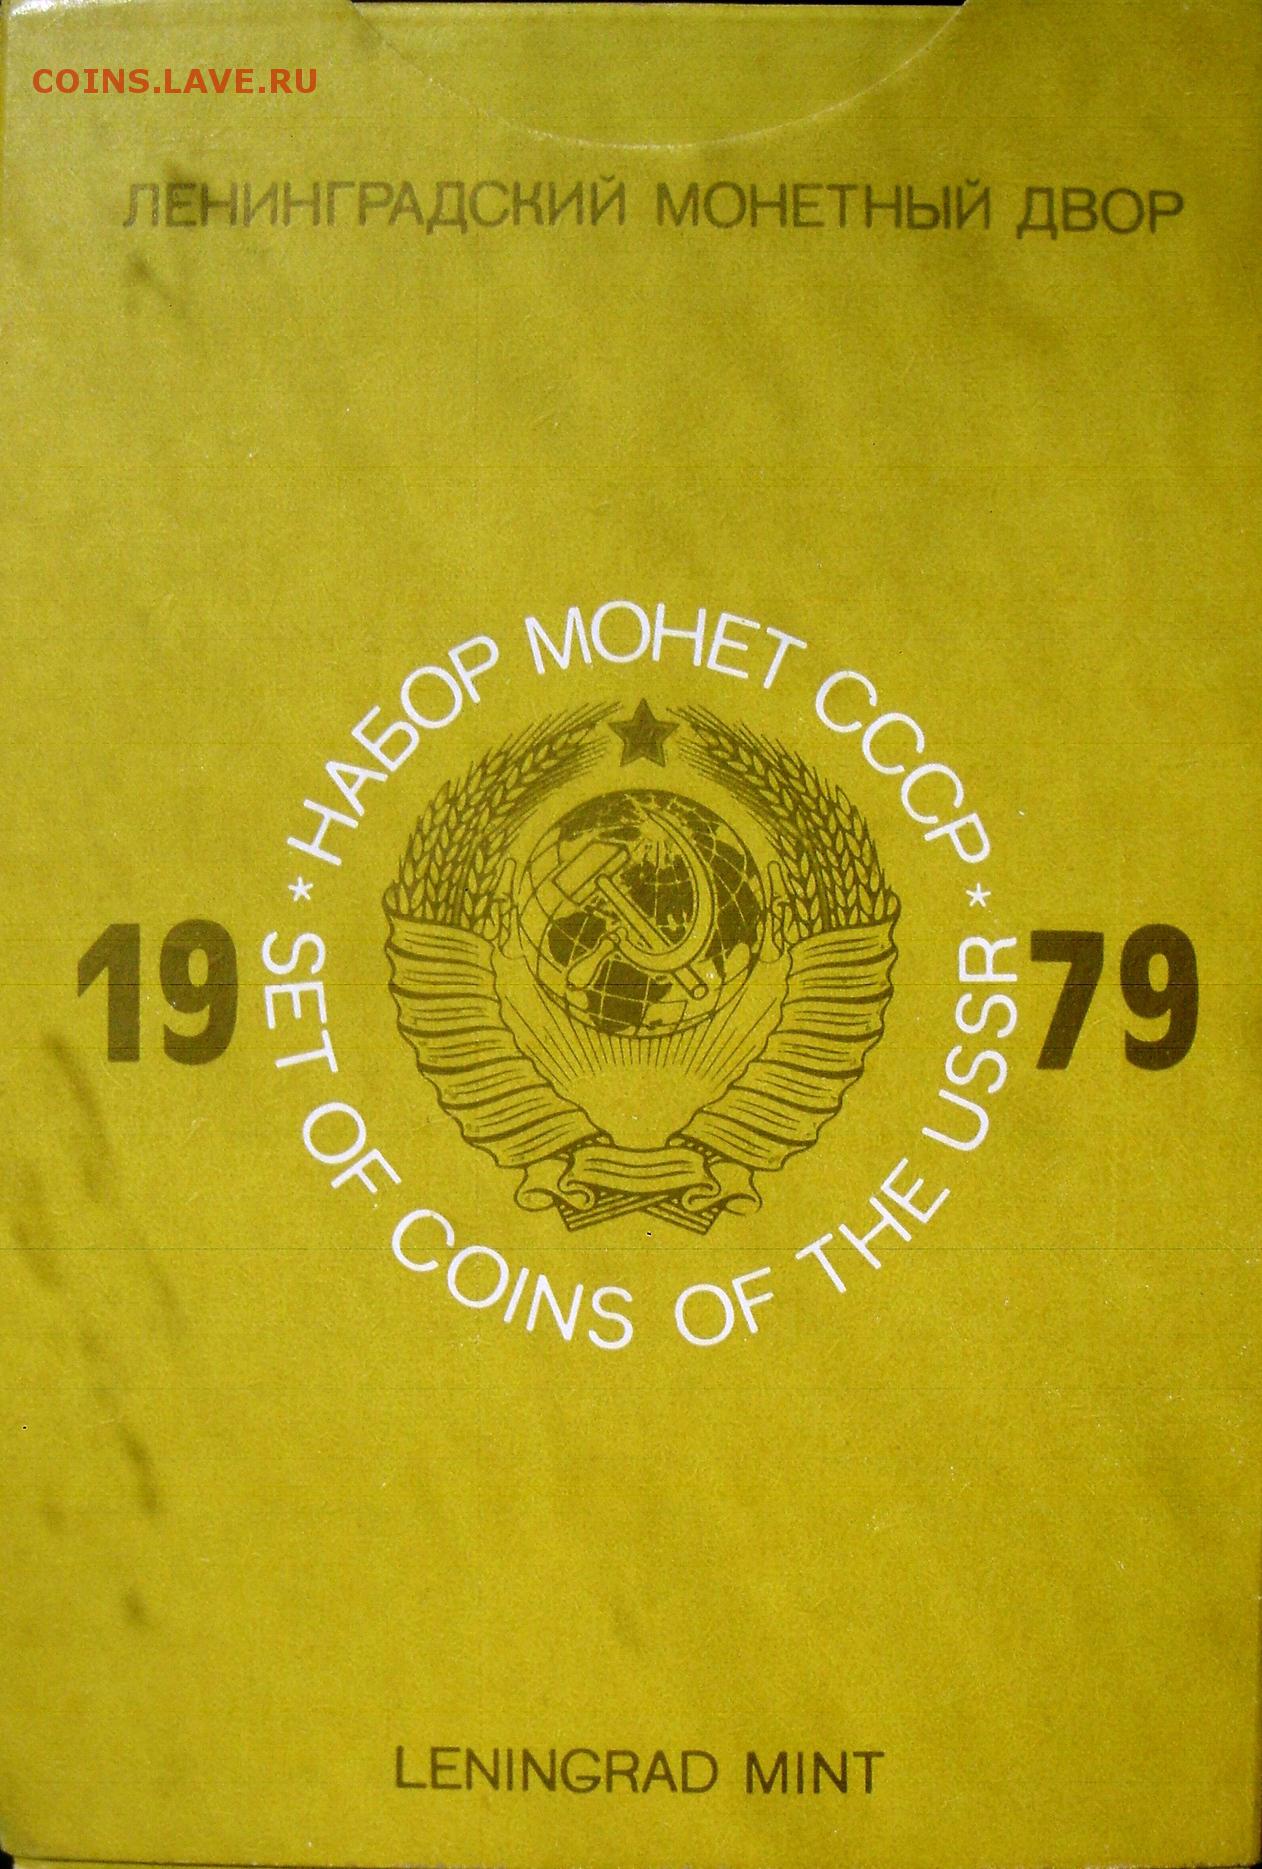 COINS.LAVE.RU
ЛЕНИНГРАДСКИЙ МОНЕТНЫЙ ДВОР
* НАБОР МОНЕТ СССР *
19 79
SET OF COINS OF THE USSR
LENINGRAD MINT